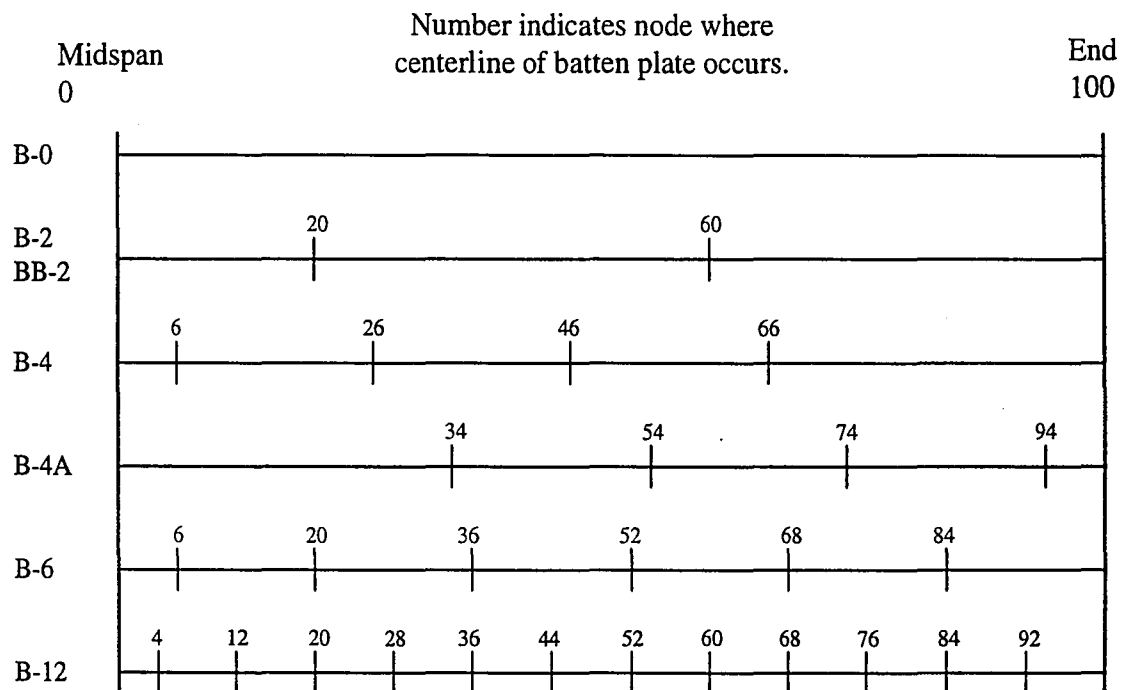 Number indicates node where
centerline of batten plate occurs.
Midspan
0
End
100
B-0
B-2
BB-2
20 60
B-4
6 26 46 66
B-4A
34 54 74 94
B-6
6 20 36 52 68 84
B-12
4 12 20 28 36 44 52 60 68 76 84 92